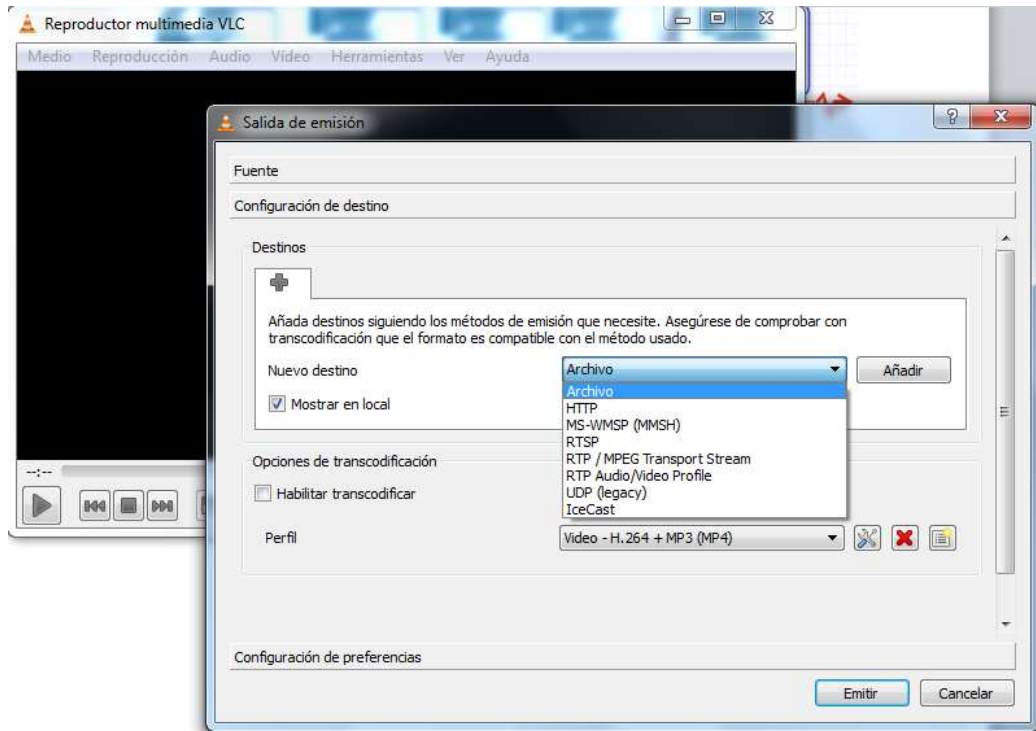 Reproductor multimedia VLC
Medio Reproducción Audio Vídeo Herramientas Ver Ayuda
Salida de emisión
Fuente
Configuración de destino
Destinos
Añada destinos siguiendo los métodos de emisión que necesite. Asegúrese de comprobar con
transcodificación que el formato es compatible con el método usado.
Nuevo destino Archivo Añadir
Archivo
Mostrar en local
HTTP
MS-WMSP (MMSH)
RTSP
RTP / MPEG Transport Stream
RTP Audio/Video Profile
UDP (legacy)
IceCast
--:--
Opciones de transcodificación
Habilitar transcodificar
Perfil Video - H.264 + MP3 (MP4)
Configuración de preferencias
Emitir Cancelar